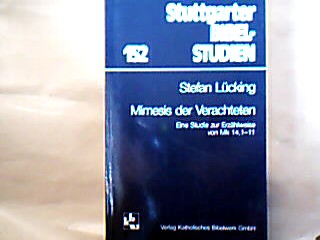 Stuttgarter
BIBEL-
STUDIEN
152
Stefan Lücking
Mimesis der Verachteten
Eine Studie zur Erzählweise
von Mk 14,1-11
Verlag Katholisches Bibelwerk GmbH